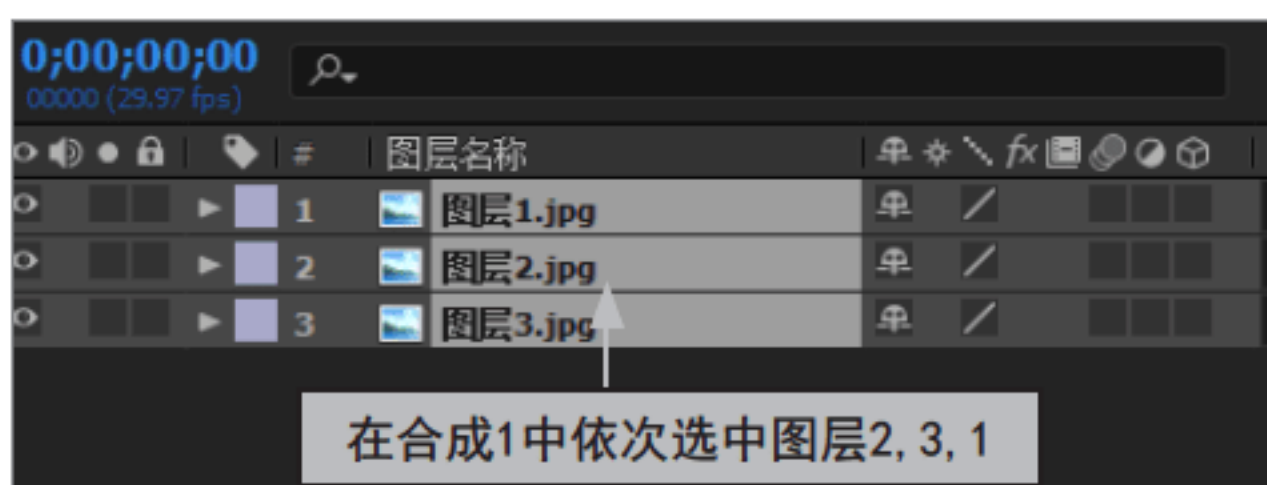 0;00;00;00
00000 (29.97 fps)
# 图层名称 fx
1 图层1.jpg
2 图层2.jpg
3 图层3.jpg
在合成1中依次选中图层2,3,1